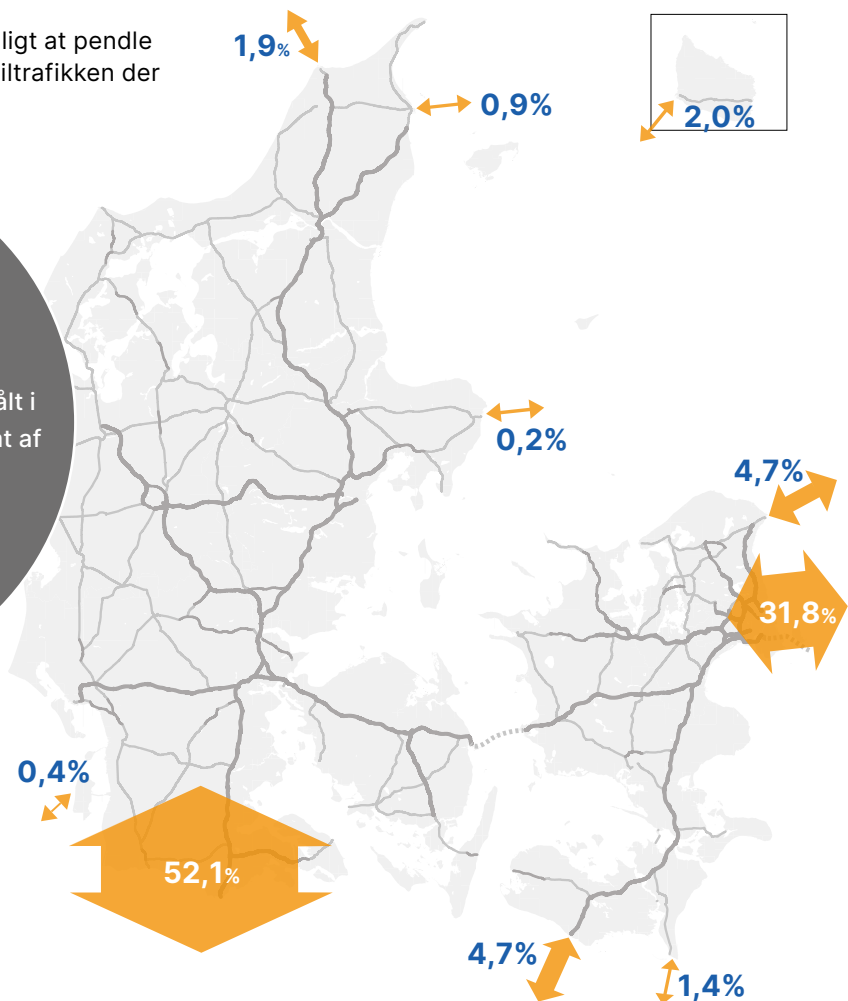 ligt at pendle
iltrafikken der
1,9%
0,9%
2,0%
ålt i
t af
0,2%
4,7%
31,8%
0,4%
52,1%
4,7%
1,4%